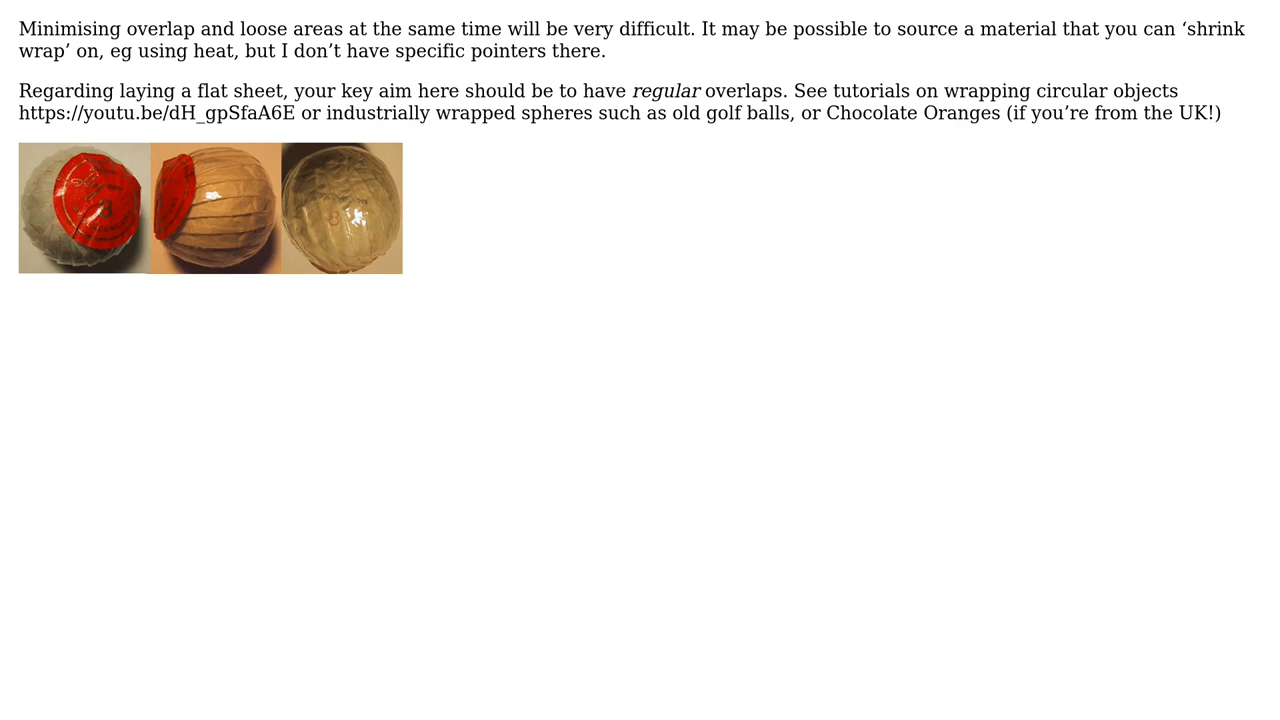 Minimising overlap and loose areas at the same time will be very difficult. It may be possible to source a material that you can ‘shrink
wrap’ on, eg using heat, but I don’t have specific pointers there.
Regarding laying a flat sheet, your key aim here should be to have regular overlaps. See tutorials on wrapping circular objects
https://youtu.be/dH_gpSfaA6E or industrially wrapped spheres such as old golf balls, or Chocolate Oranges (if you’re from the UK!)
8
8